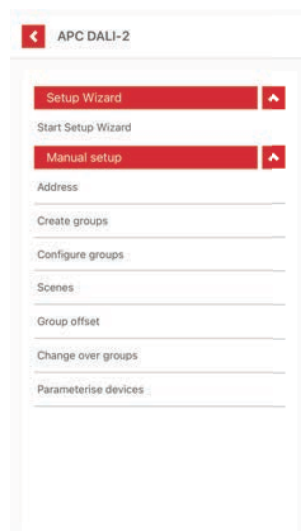 APC DALI-2
Setup Wizard
Start Setup Wizard
Manual setup
Address
Create groups
Configure groups
Scenes
Group offset
Change over groups
Parameterise devices